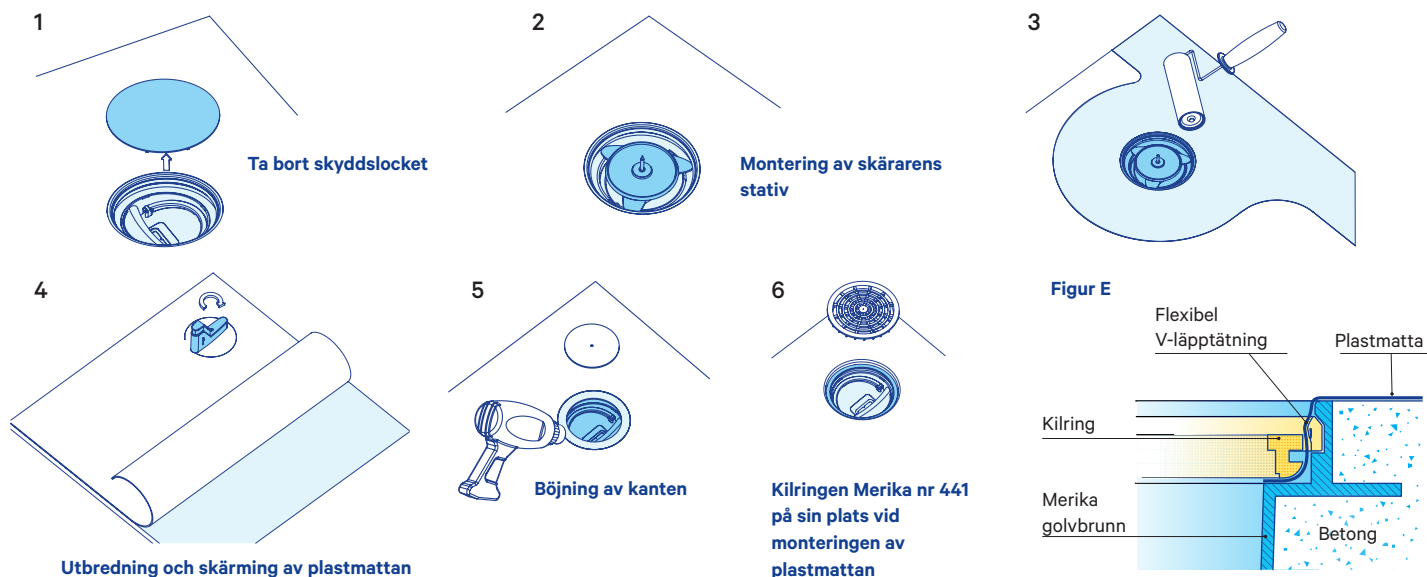 1
Ta bort skyddslocket
2
Montering av skärarens
stativ
3
4
Utbredning och skärming av plastmattan
5
Böjning av kanten
6
Kilringen Merika nr 441
på sin plats vid
monteringen av
plastmattan
Figur E
Flexibel
V-läpptätning
Plastmatta
Kilring
Merika
golvbrunn
Betong